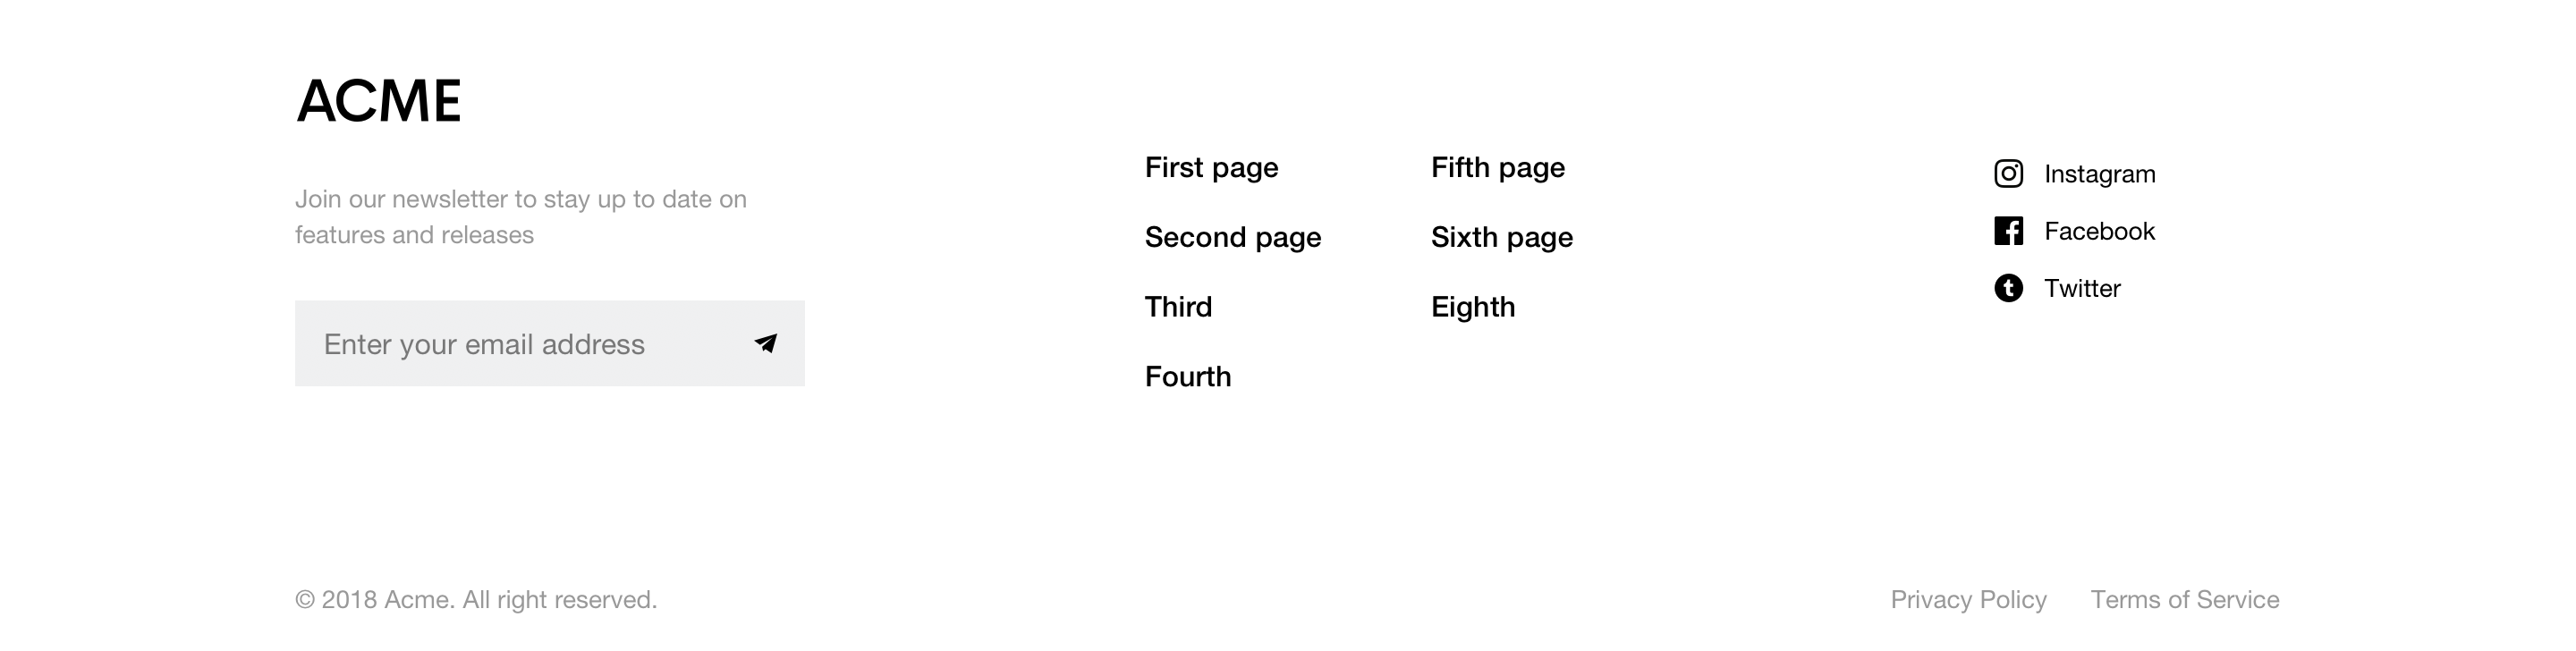 ACME
Join our newsletter to stay up to date on
features and releases
Enter your email address
First page
Second page
Third
Fourth
Fifth page
Sixth page
Eighth
Instagram
Facebook
Twitter
© 2018 Acme. All right reserved.
Privacy Policy
Terms of Service